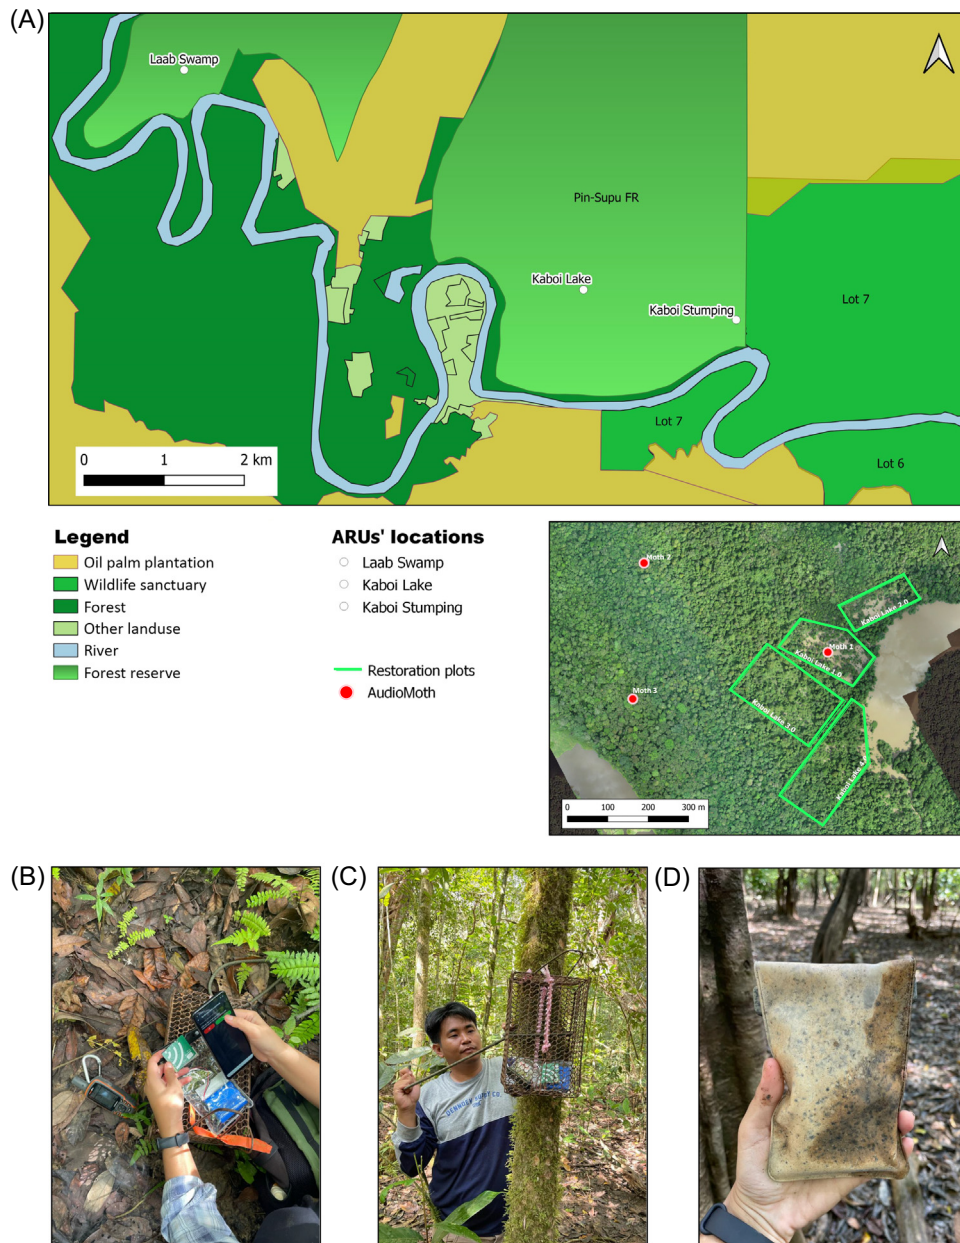 (A)
Laab Swamp
Pin-Supu FR
Kaboi Lake
Lot 7
Kaboi Stumping
Lot 7
Lot 6
0 1 2 km
Legend
Oil palm plantation
Wildlife sanctuary
Forest
Other landuse
River
Forest reserve
ARUs' locations
Laab Swamp
Kaboi Lake
Kaboi Stumping
Restoration plots
AudioMoth
Moth 2
Kaboi Lake 2.0
Moth 1
Kaboi Lake 1.0
Moth 3
Kaboi Lake 3.0
0 100 200 300 m
(B)
(C)
(D)